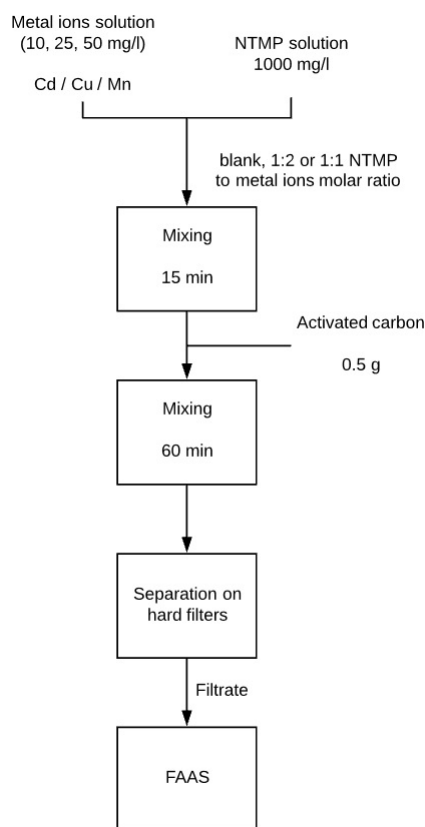 Metal ions solution
(10, 25, 50 mg/l)
Cd / Cu / Mn
NTMP solution
1000 mg/l
blank, 1:2 or 1:1 NTMP
to metal ions molar ratio
Mixing
15 min
Activated carbon
0.5 g
Mixing
60 min
Separation on
hard filters
Filtrate
FAAS